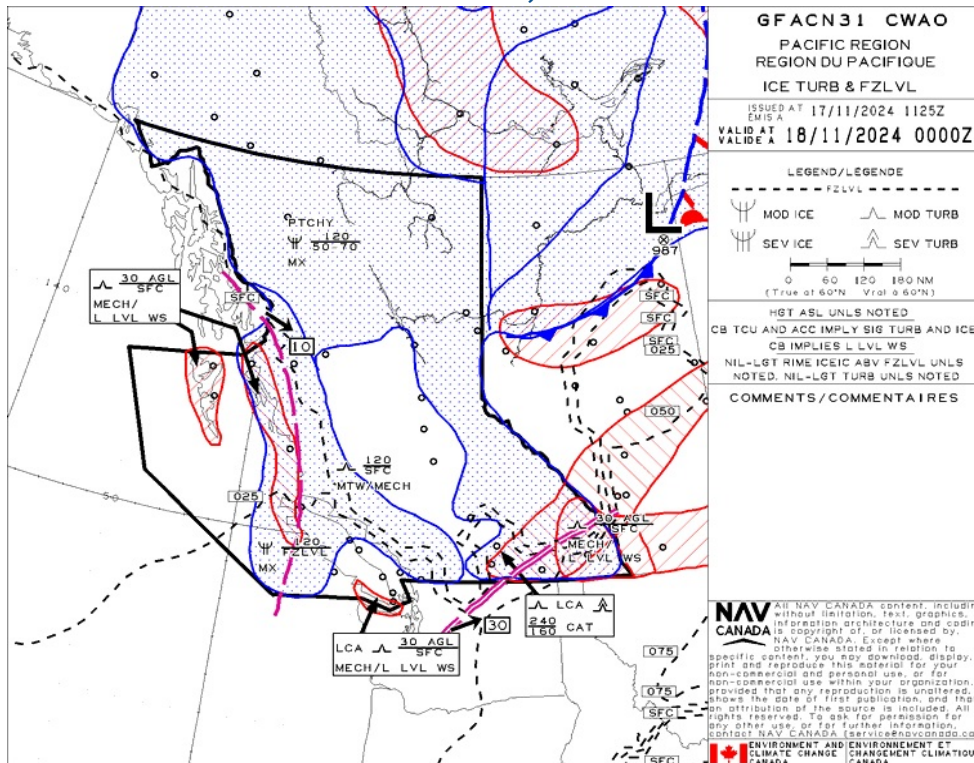 GFACN31 CWAO
PACIFIC REGION
REGION DU PACIFIQUE
ICE TURB & FZLVL
ISSUED AT 17/11/2024 1125Z
EMIS A
VALID AT 18/11/2024 0000Z
VALIDE A
LEGEND/LEGENDE
FZLVL
MOD ICE
MOD TURB
SEV ICE
SEV TURB
0 60 120 180 NM
(True at 60°N Vrai a 60°N)
HGT ASL UNLS NOTED
CB TCU AND ACC IMPLY SIG TURB AND ICE
CB IMPLIES L LVL WS
NIL-LGT RIME ICEIC ABV FZLVL UNLS
NOTED. NIL-LGT TURB UNLS NOTED
COMMENTS/COMMENTAIRES
PTCHY
120
50-70
MX
L
987
140
30 AGL
SFC
MECH/
L LVL WS
SFC
10
SFC
SFC
SFC
025
050
120
SFC
MTW/MECH
50
025
120
FZLVL
MX
30 AGL
SFC
MECH/
L LVL WS
LCA
240
160 CAT
30
LCA 30 AGL
SFC
MECH/L LVL WS
075
075
SFC
NAV
CANADA
All NAV CANADA content, includin
without limitation, text, graphics,
information architecture and codin
is copyright of, or licensed by,
NAV CANADA. Except where
otherwise stated in relation to
specific content, you may download, display,
print and reproduce this material for your
non-commercial and personal use, or for
non-commercial use within your organization,
provided that any reproduction is unaltered,
shows the date of first publication, and tha
an attribution of the source is included. All
rights reserved. To ask for permission for
any other use, or for further information,
contact NAV CANADA (service@navcanada.ca
ENVIRONMENT AND
CLIMATE CHANGE
CANADA
ENVIRONNEMENT ET
CHANGEMENT CLIMATIQU
CANADA